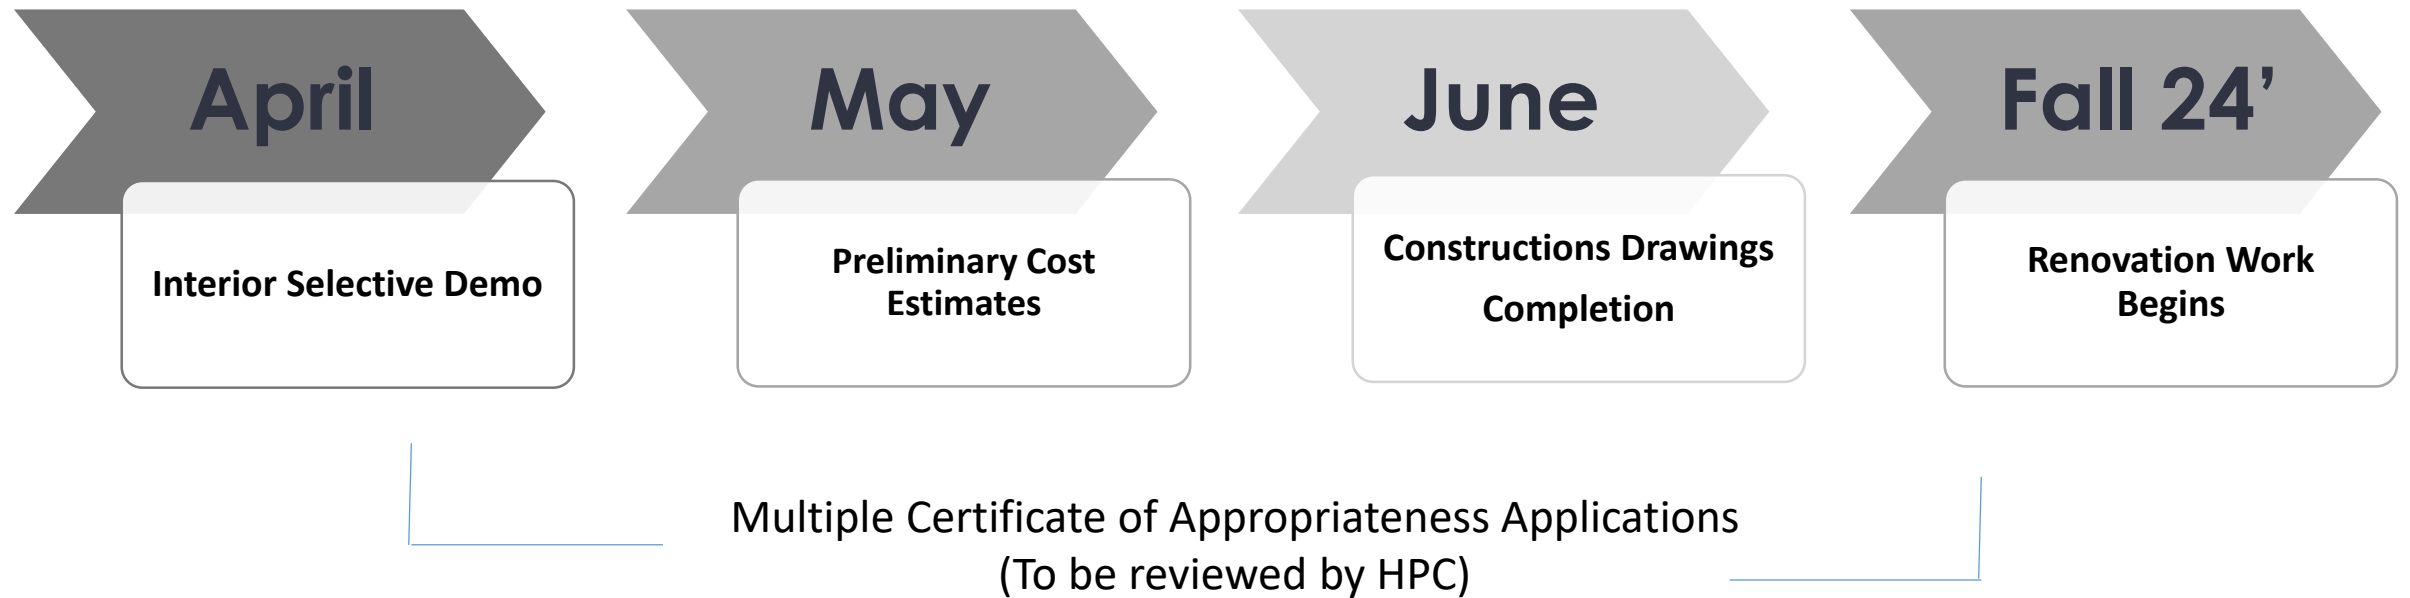 April
Interior Selective Demo
May
Preliminary Cost
Estimates
June
Constructions Drawings
Completion
Fall 24’
Renovation Work
Begins
Multiple Certificate of Appropriateness Applications
(To be reviewed by HPC)